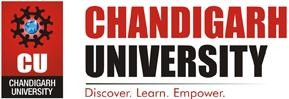 CU
CHANDIGARH
UNIVERSITY
CHANDIGARH
UNIVERSITY
Discover. Learn. Empower.